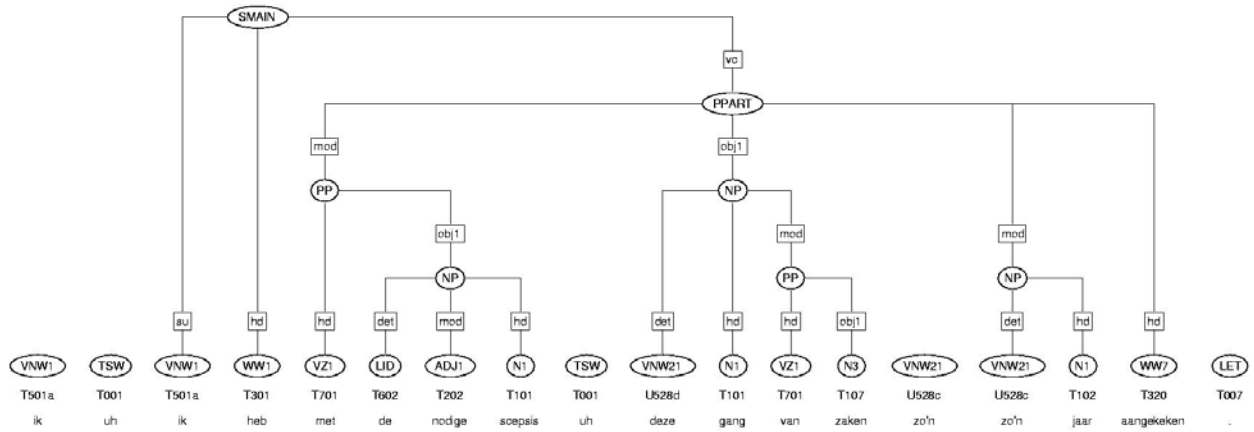 SMAIN
vc
PPART
mod obj1
PP NP
obj1 mod mod
NP PP NP
su hd hd det mod hd det hd hd obj1 det hd hd
VNW1 TSW VNW1 WW1 VZ1 LID ADJ1 N1 TSW VNW21 N1 VZ1 N3 VNW21 VNW21 N1 WW7 LET
T501a T001 T501a T301 T701 T602 T202 T101 T001 U528d T101 T701 T107 U528c U528c T102 T320 T007
ik uh ik heb met de nodige scepsis uh deze gang van zaken zo'n zo'n jaar aangekeken .